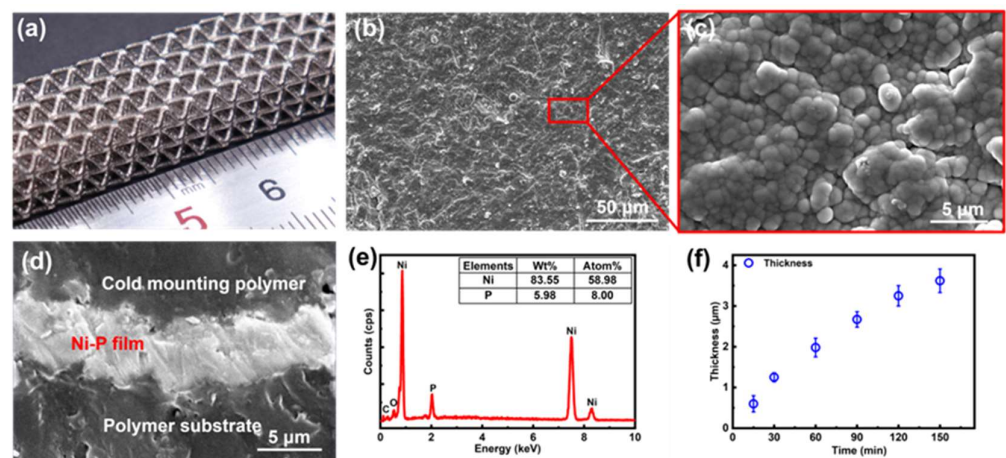 (a)
mm
5
6
(b)
50 μm
(c)
5 μm
(d)
Cold mounting polymer
Ni-P film
Polymer substrate
5 μm
(e)
Elements Wt% Atom%
Ni 83.55 58.98
P 5.98 8.00
Ni
Ni
P
Ni
O
C
Counts (cps)
0 2 4 6 8 10
Energy (keV)
(f)
Thickness
4
3
2
1
0
Thickness (μm)
0 30 60 90 120 150
Time (min)